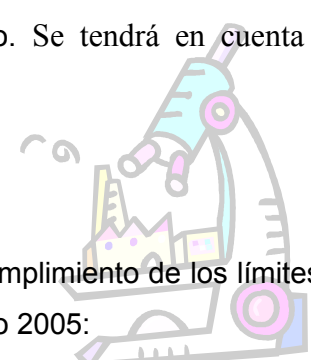 o. Se tendrá en cuenta
mplimiento de los límites
o 2005: